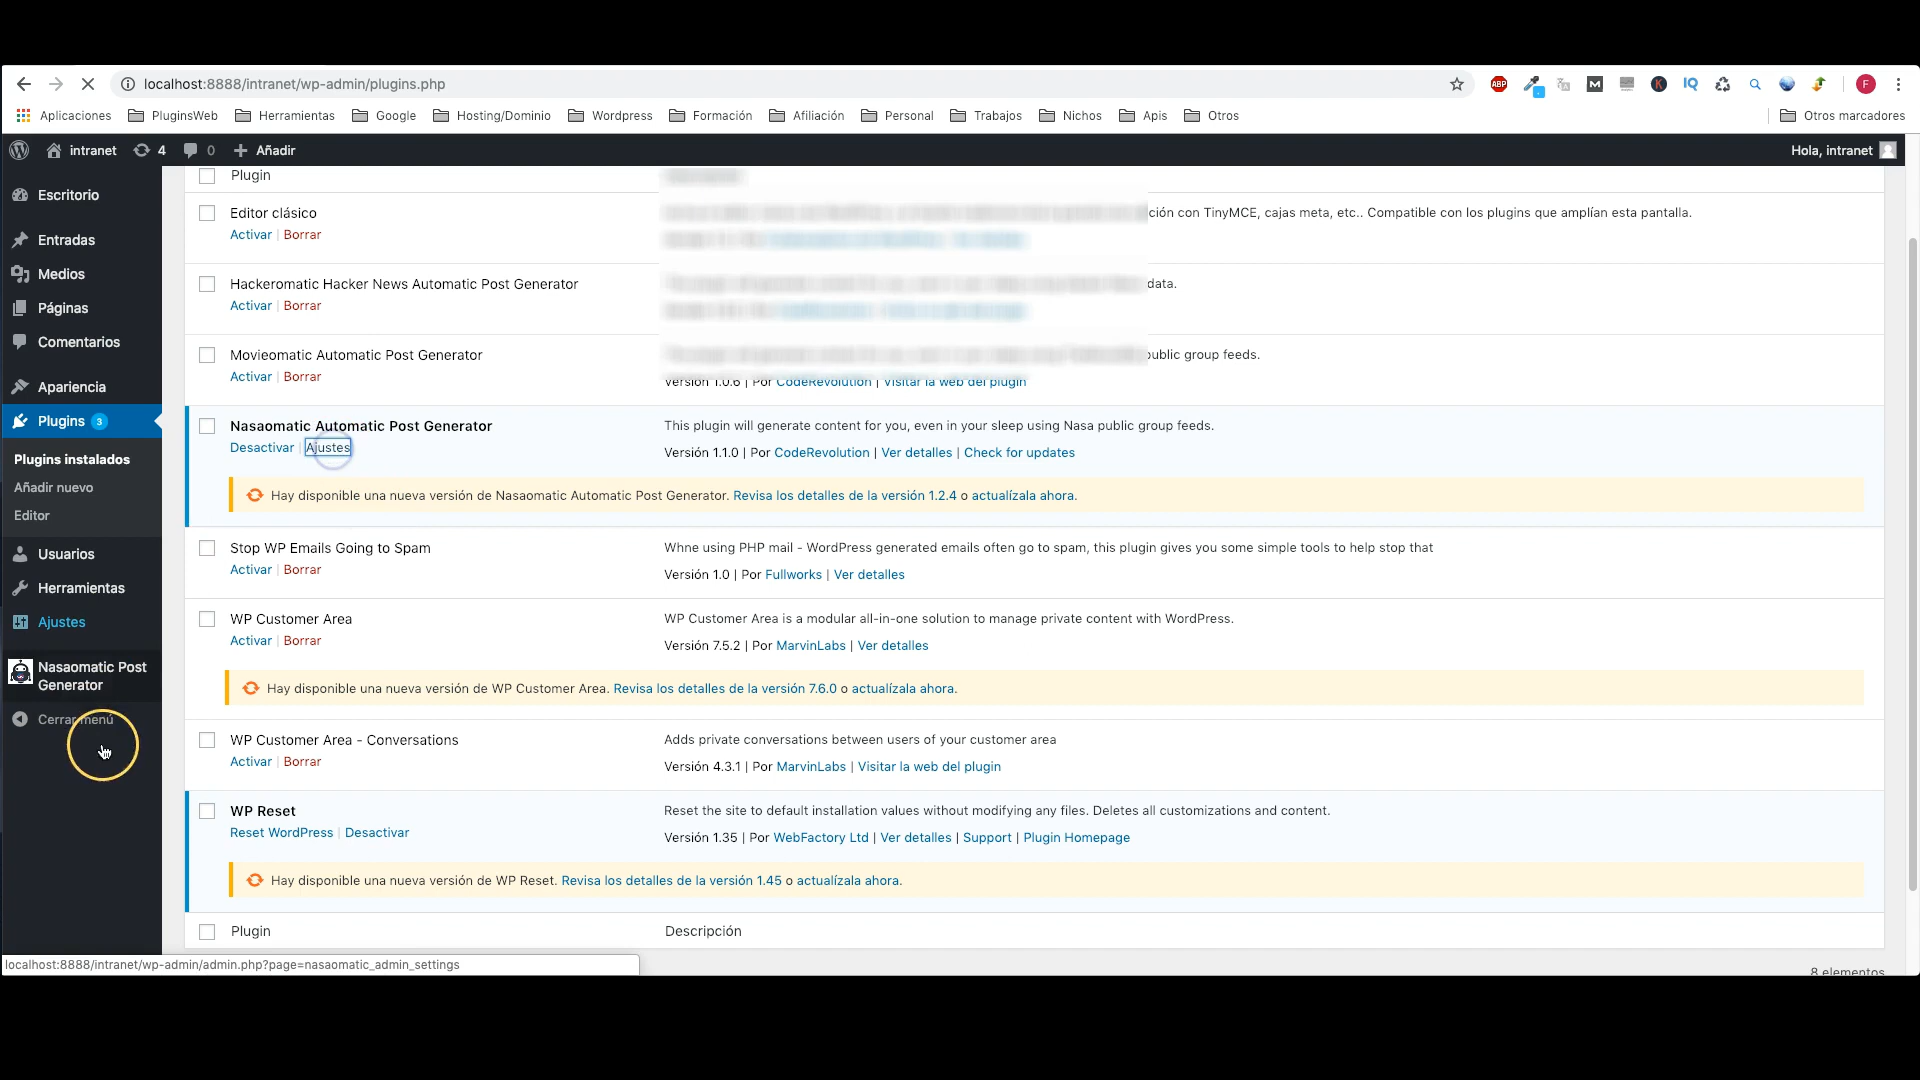 localhost:8888/intranet/wp-admin/plugins.php
ABP M K IQ F
Aplicaciones PluginsWeb Herramientas Google Hosting/Dominio Wordpress Formación Afiliación Personal Trabajos Nichos Apis Otros Otros marcadores
intranet 4 0 Añadir Hola, intranet
Escritorio
Entradas
Medios
Páginas
Comentarios
Apariencia
Plugins 3
Plugins instalados
Añadir nuevo
Editor
Usuarios
Herramientas
Ajustes
Nasaomatic Post
Generator
Cerrar menú
Plugin
Editor clásico
ción con TinyMCE, cajas meta, etc.. Compatible con los plugins que amplían esta pantalla.
Activar | Borrar
Hackeromatic Hacker News Automatic Post Generator
data.
Activar | Borrar
Movieomatic Automatic Post Generator
public group feeds.
Activar | Borrar
Versión 1.0.6 | Por CodeRevolution | Visitar la web del plugin
Nasaomatic Automatic Post Generator
This plugin will generate content for you, even in your sleep using Nasa public group feeds.
Desactivar | Ajustes
Versión 1.1.0 | Por CodeRevolution | Ver detalles | Check for updates
Hay disponible una nueva versión de Nasaomatic Automatic Post Generator. Revisa los detalles de la versión 1.2.4 o actualízala ahora.
Stop WP Emails Going to Spam
Whne using PHP mail - WordPress generated emails often go to spam, this plugin gives you some simple tools to help stop that
Activar | Borrar
Versión 1.0 | Por Fullworks | Ver detalles
WP Customer Area
WP Customer Area is a modular all-in-one solution to manage private content with WordPress.
Activar | Borrar
Versión 7.5.2 | Por MarvinLabs | Ver detalles
Hay disponible una nueva versión de WP Customer Area. Revisa los detalles de la versión 7.6.0 o actualízala ahora.
WP Customer Area - Conversations
Adds private conversations between users of your customer area
Activar | Borrar
Versión 4.3.1 | Por MarvinLabs | Visitar la web del plugin
WP Reset
Reset the site to default installation values without modifying any files. Deletes all customizations and content.
Reset WordPress | Desactivar
Versión 1.35 | Por WebFactory Ltd | Ver detalles | Support | Plugin Homepage
Hay disponible una nueva versión de WP Reset. Revisa los detalles de la versión 1.45 o actualízala ahora.
Plugin
Descripción
localhost:8888/intranet/wp-admin/admin.php?page=nasaomatic_admin_settings
8 elementos